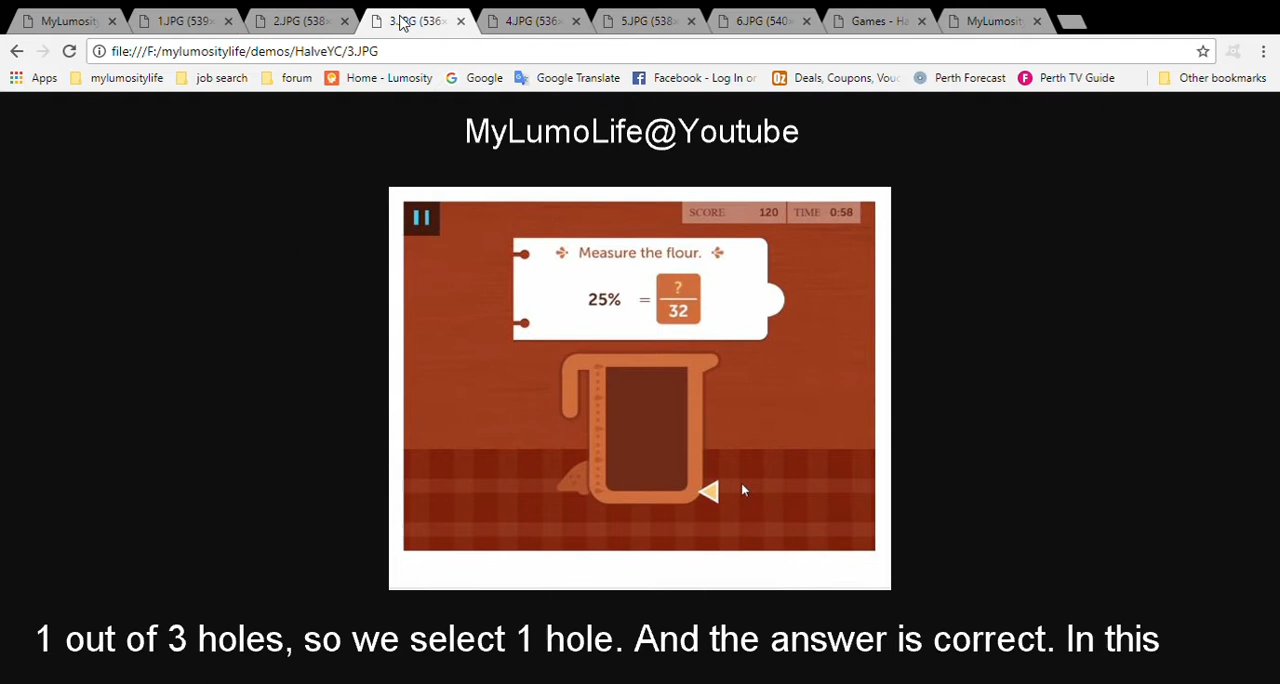 MyLumosity
1.JPG (539×
2.JPG (538×
3.JPG (536×
4.JPG (536×
5.JPG (538×
6.JPG (540×
Games - Ha
MyLumosity
file:///F:/mylumositylife/demos/HalveYC/3.JPG
Apps
mylumositylife
job search
forum
Home - Lumosity
Google
Google Translate
Facebook - Log In or
Deals, Coupons, Vou
Perth Forecast
Perth TV Guide
Other bookmarks
MyLumoLife@Youtube
SCORE 120 TIME 0:58
Measure the flour.
25% = ?
32
1 out of 3 holes, so we select 1 hole. And the answer is correct. In this